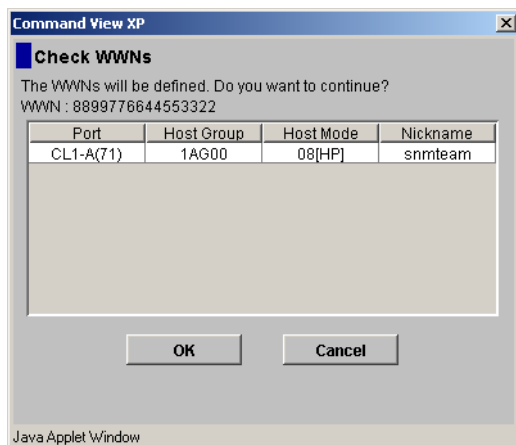 Command View XP
Check WWNs
The WWNs will be defined. Do you want to continue?
WWN : 8899776644553322
Port Host Group Host Mode Nickname
CL1-A(71) 1AG00 08[HP] snmteam
OK Cancel
Java Applet Window